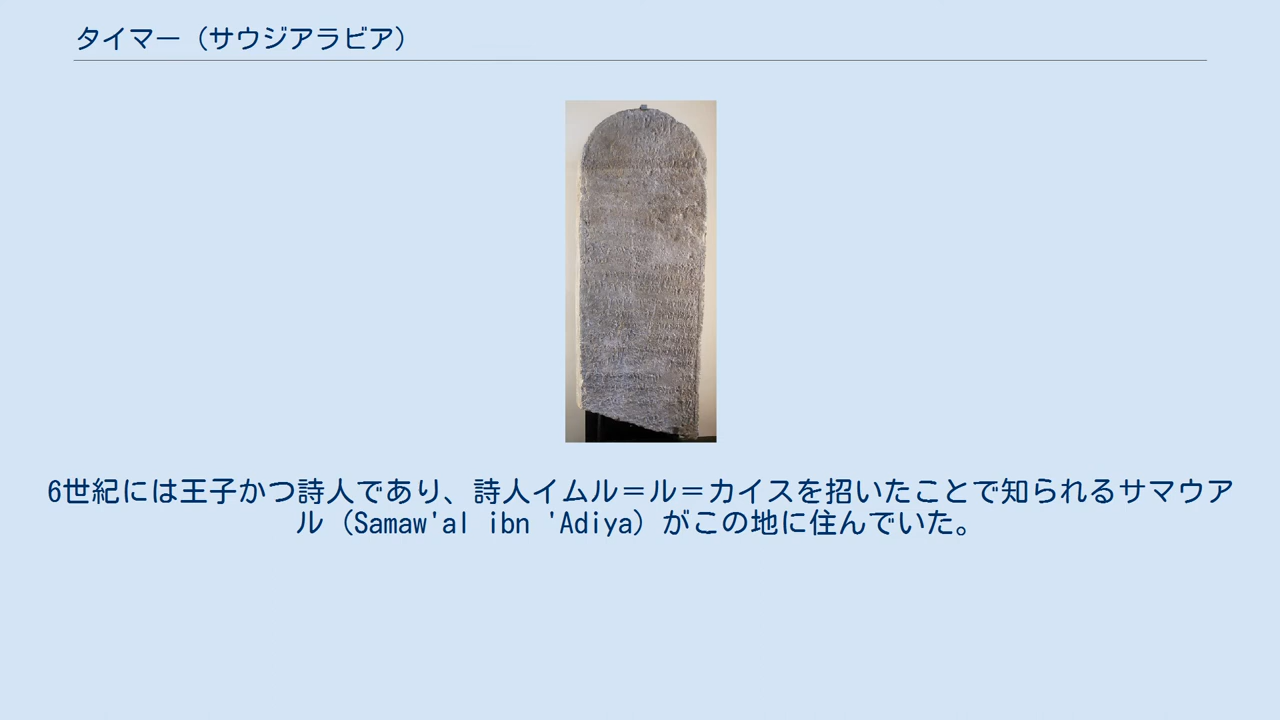 タイマー（サウジアラビア）
6世紀には王子かつ詩人であり、詩人イムル＝ル＝カイスを招いたことで知られるサマウア
ル（Samaw'al ibn 'Adiya）がこの地に住んでいた。